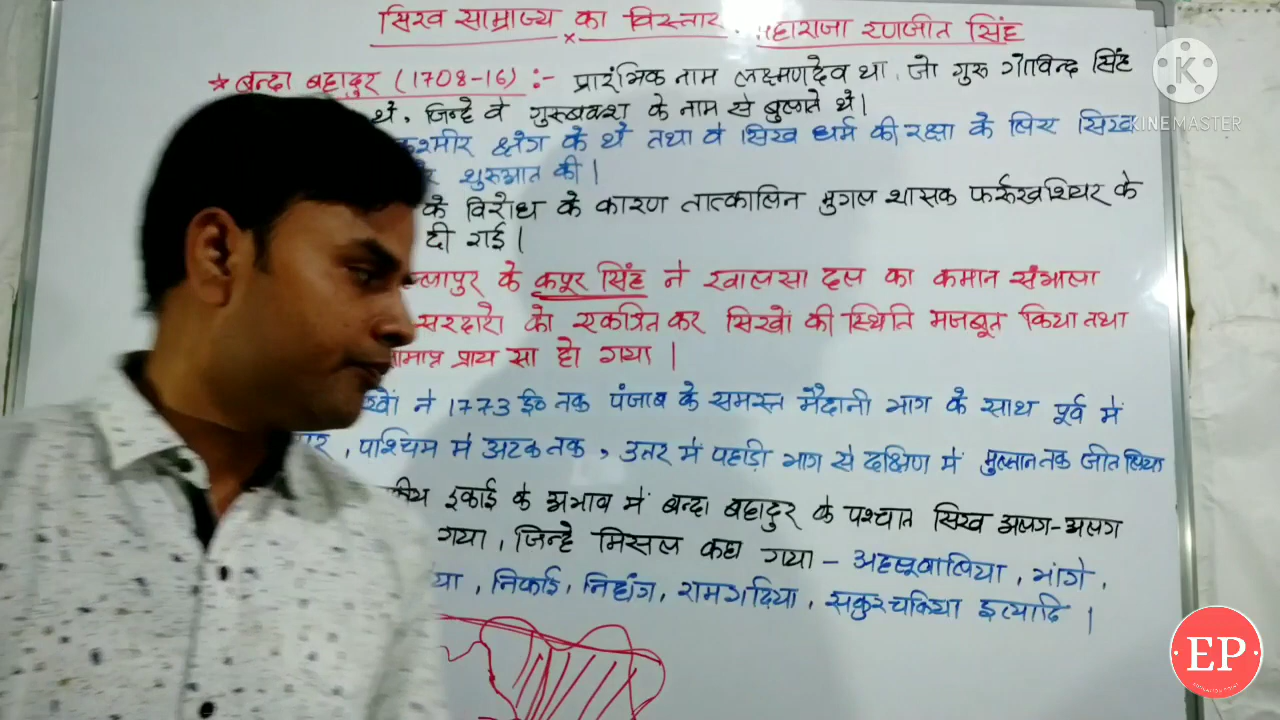 सिख साम्राज्य का विस्तार. महाराजा रणजीत सिंह
☆ बन्दा बहादुर (1708-16) :- प्रारंभिक नाम लक्ष्मणदेव था, जो गुरु गोविन्द सिंह
थे, जिन्हे वे गुरुबक्श के नाम से बुलाते थे।
कश्मीर क्षेत्र के थे तथा वे सिख धर्म की रक्षा के लिए सिख
शुरुआत की।
के विरोध के कारण तात्कालिन मुगल शासक फर्रुखशियर के
दी गई।
ल्लापुर के कपूर सिंह ने खालसा दल का कमान संभाला
सरदारो को एकत्रित कर सिखों की स्थिति मजबूत किया तथा
प्राय सा हो गया।
खों ने 1773 ई० तक पंजाब के समस्त मैदानी भाग के साथ पूर्व में
र, पाश्चिम में अटक तक, उत्तर में पहाड़ी भाग से दक्षिण में मुल्तान तक जीत लिया
कीय इकाई के अभाव में बन्दा बहादुर के पश्चात सिख अलग-अलग
गया, जिन्हे मिसल कहा गया – अहलूवालिया, भांगे,
या, निकाई, निहांग, रामगढिया, सकुरचकिया इत्यादि।
K
KINEMASTER
EP